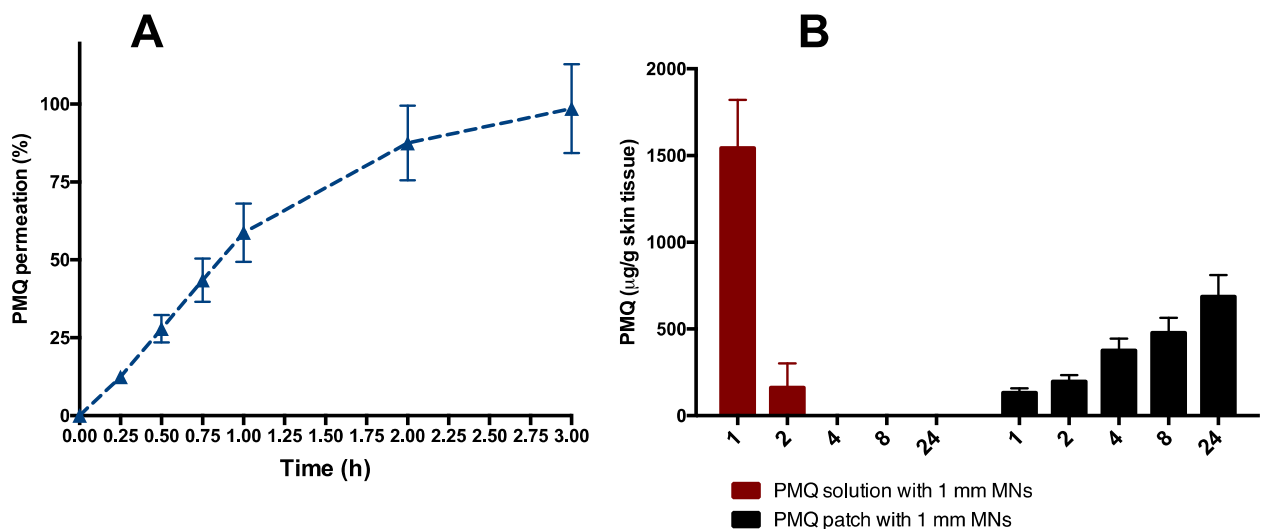 A
PMQ permeation (%)
100
75
50
25
0
0.00 0.25 0.50 0.75 1.00 1.25 1.50 1.75 2.00 2.25 2.50 2.75 3.00
Time (h)
B
PMQ (μg/g skin tissue)
2000
1500
1000
500
0
1 2 4 8 24 1 2 4 8 24
PMQ solution with 1 mm MNs
PMQ patch with 1 mm MNs